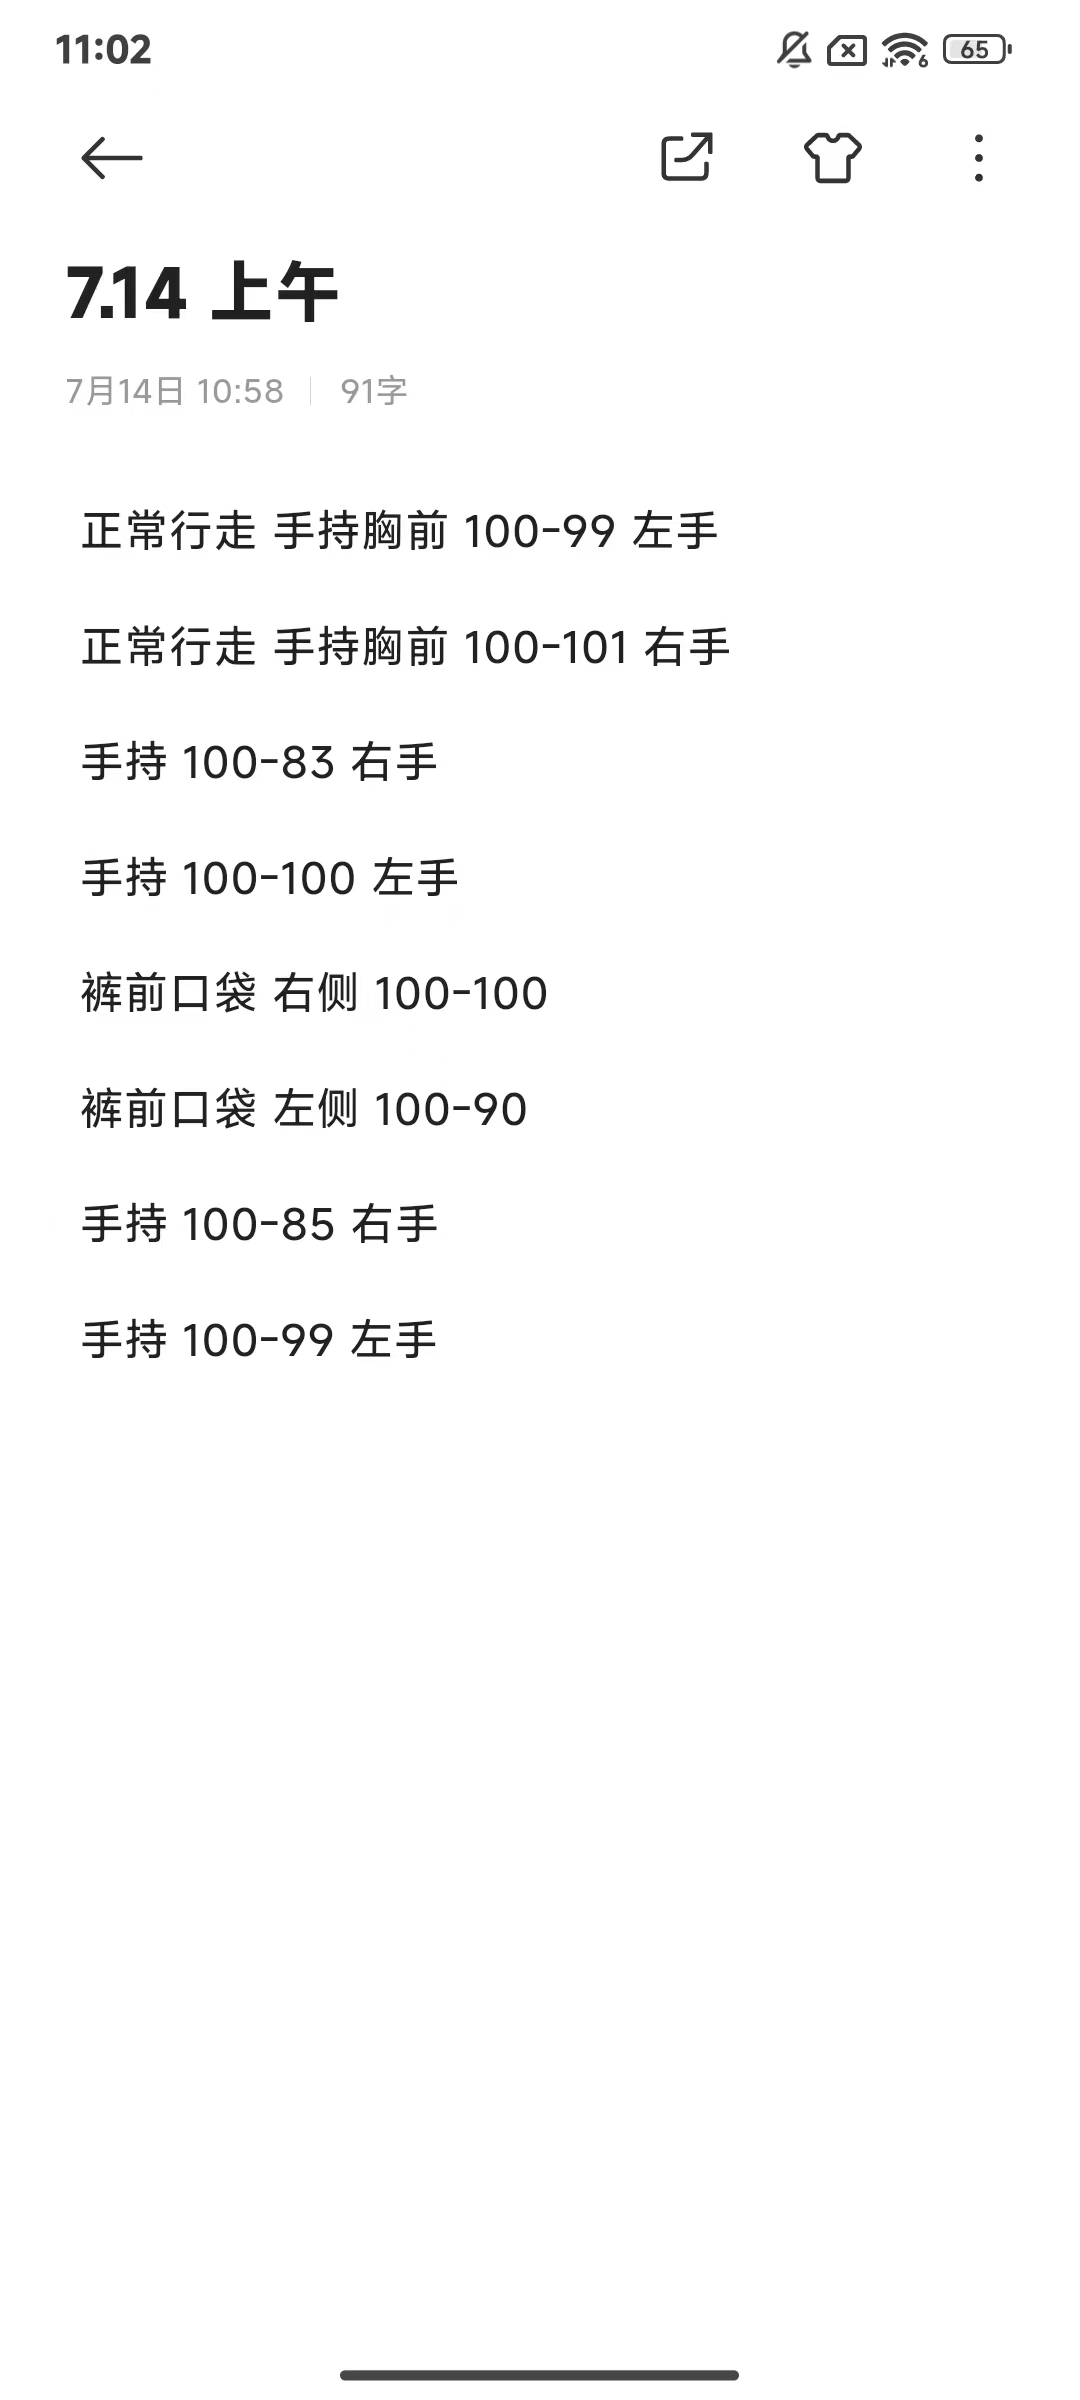 11:02
6
65
7.14 上午
7月14日 10:58 | 91字
正常行走 手持胸前 100-99 左手
正常行走 手持胸前 100-101 右手
手持 100-83 右手
手持 100-100 左手
裤前口袋 右侧 100-100
裤前口袋 左侧 100-90
手持 100-85 右手
手持 100-99 左手